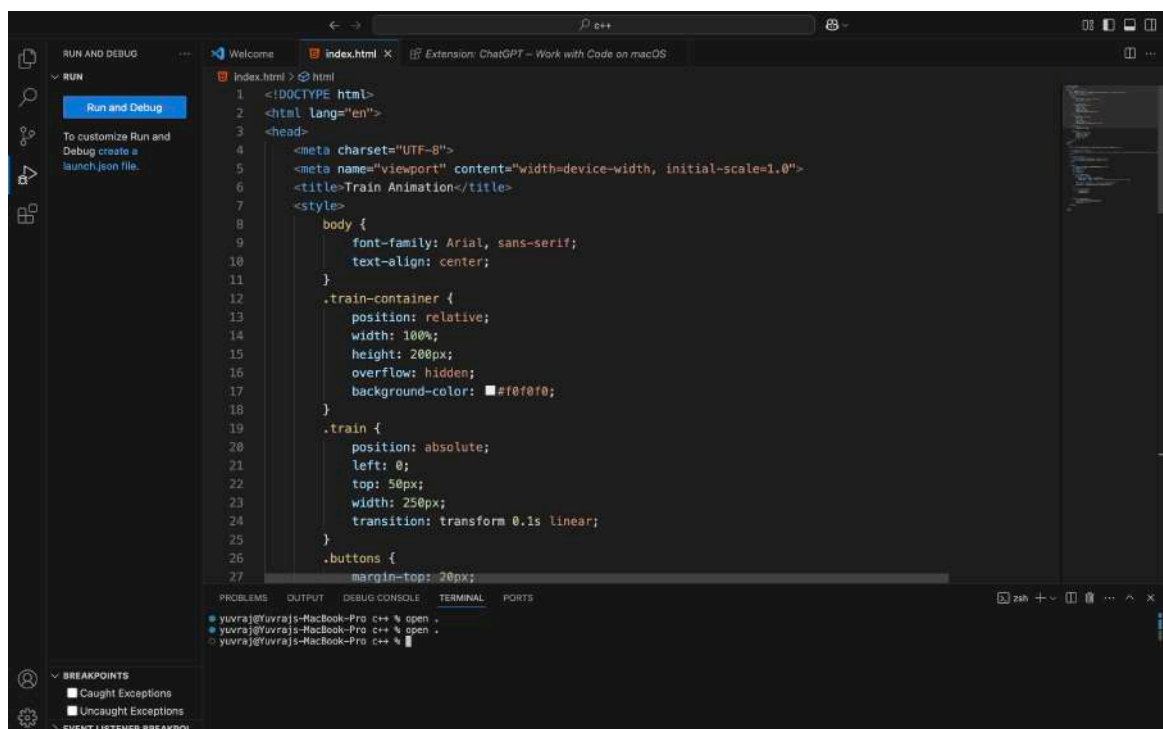 c++
RUN AND DEBUG ...
RUN
Run and Debug
To customize Run and
Debug create a
launch.json file.
Welcome
index.html ×
Extension: ChatGPT — Work with Code on macOS
index.html > html
1 <!DOCTYPE html>
2 <html lang="en">
3 <head>
4 <meta charset="UTF-8">
5 <meta name="viewport" content="width=device-width, initial-scale=1.0">
6 <title>Train Animation</title>
7 <style>
8 body {
9 font-family: Arial, sans-serif;
10 text-align: center;
11 }
12 .train-container {
13 position: relative;
14 width: 100%;
15 height: 200px;
16 overflow: hidden;
17 background-color: #f0f0f0;
18 }
19 .train {
20 position: absolute;
21 left: 0;
22 top: 50px;
23 width: 250px;
24 transition: transform 0.1s linear;
25 }
26 .buttons {
27 margin-top: 20px;
PROBLEMS OUTPUT DEBUG CONSOLE TERMINAL PORTS
zsh
yuvraj@Yuvrajs-MacBook-Pro c++ % open .
yuvraj@Yuvrajs-MacBook-Pro c++ % open .
yuvraj@Yuvrajs-MacBook-Pro c++ %
BREAKPOINTS
Caught Exceptions
Uncaught Exceptions
EVENT LISTENER BREAKPOI